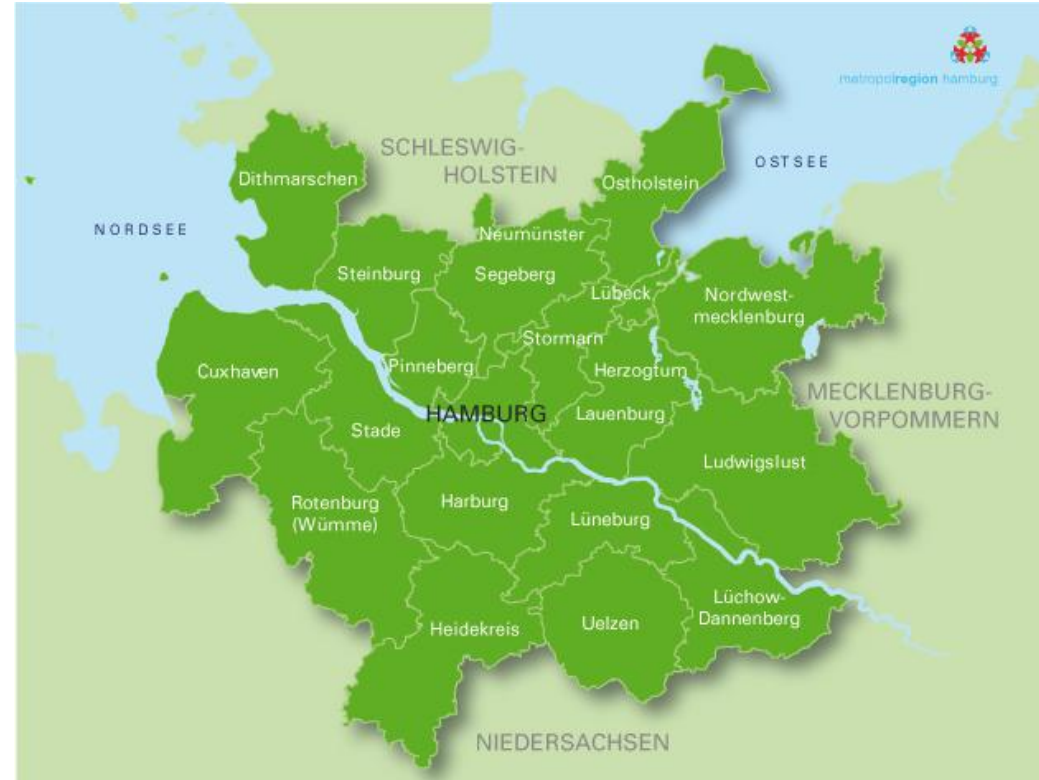 metropolregion hamburg
SCHLESWIG-
HOLSTEIN
OSTSEE
Dithmarschen
Ostholstein
NORDSEE
Neumünster
Steinburg
Segeberg
Lübeck
Nordwest-
mecklenburg
Stormarn
Pinneberg
Cuxhaven
Herzogtum
Lauenburg
MECKLENBURG-
VORPOMMERN
HAMBURG
Stade
Ludwigslust
Rotenburg
(Wümme)
Harburg
Lüneburg
Lüchow-
Dannenberg
Heidekreis
Uelzen
NIEDERSACHSEN